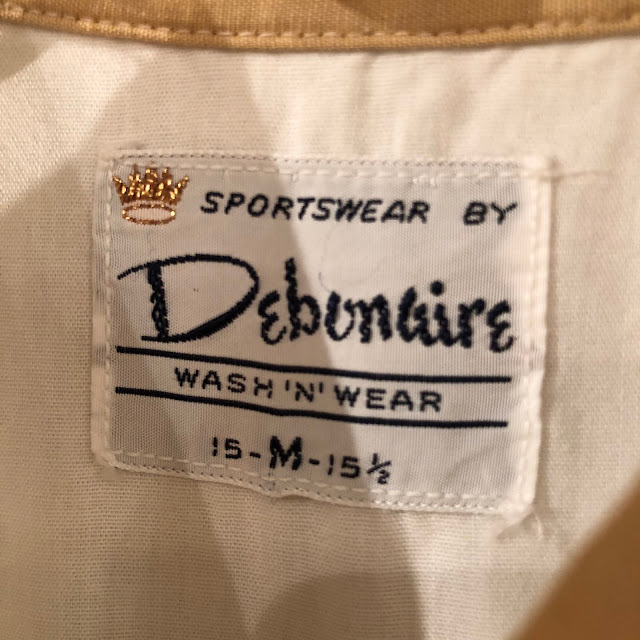 SPORTSWEAR BY
Debonaire
WASH 'N' WEAR
15-M-15½